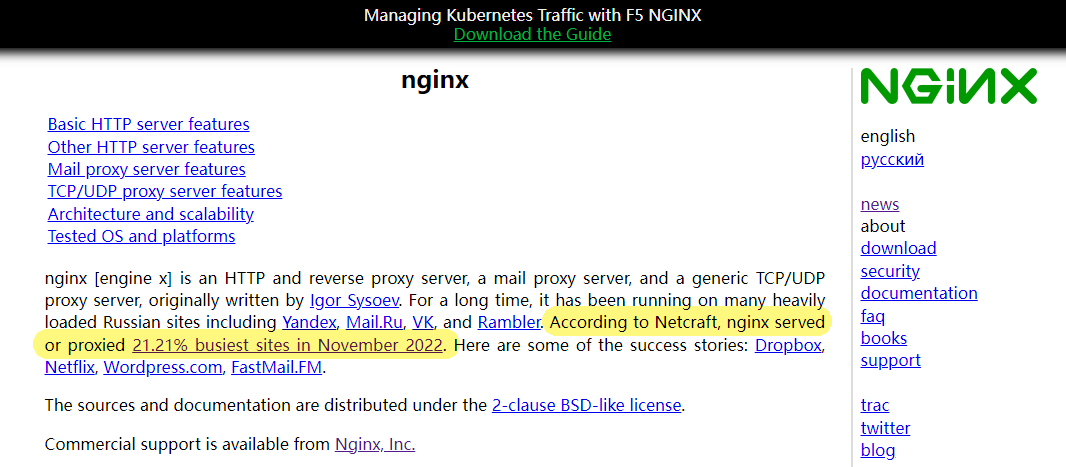 Managing Kubernetes Traffic with F5 NGINX
Download the Guide
nginx
NGINX
Basic HTTP server features
Other HTTP server features
Mail proxy server features
TCP/UDP proxy server features
Architecture and scalability
Tested OS and platforms
nginx [engine x] is an HTTP and reverse proxy server, a mail proxy server, and a generic TCP/UDP
proxy server, originally written by Igor Sysoev. For a long time, it has been running on many heavily
loaded Russian sites including Yandex, Mail.Ru, VK, and Rambler. According to Netcraft, nginx served
or proxied 21.21% busiest sites in November 2022. Here are some of the success stories: Dropbox,
Netflix, Wordpress.com, FastMail.FM.
The sources and documentation are distributed under the 2-clause BSD-like license.
Commercial support is available from Nginx, Inc.
english
русский
news
about
download
security
documentation
faq
books
support
trac
twitter
blog